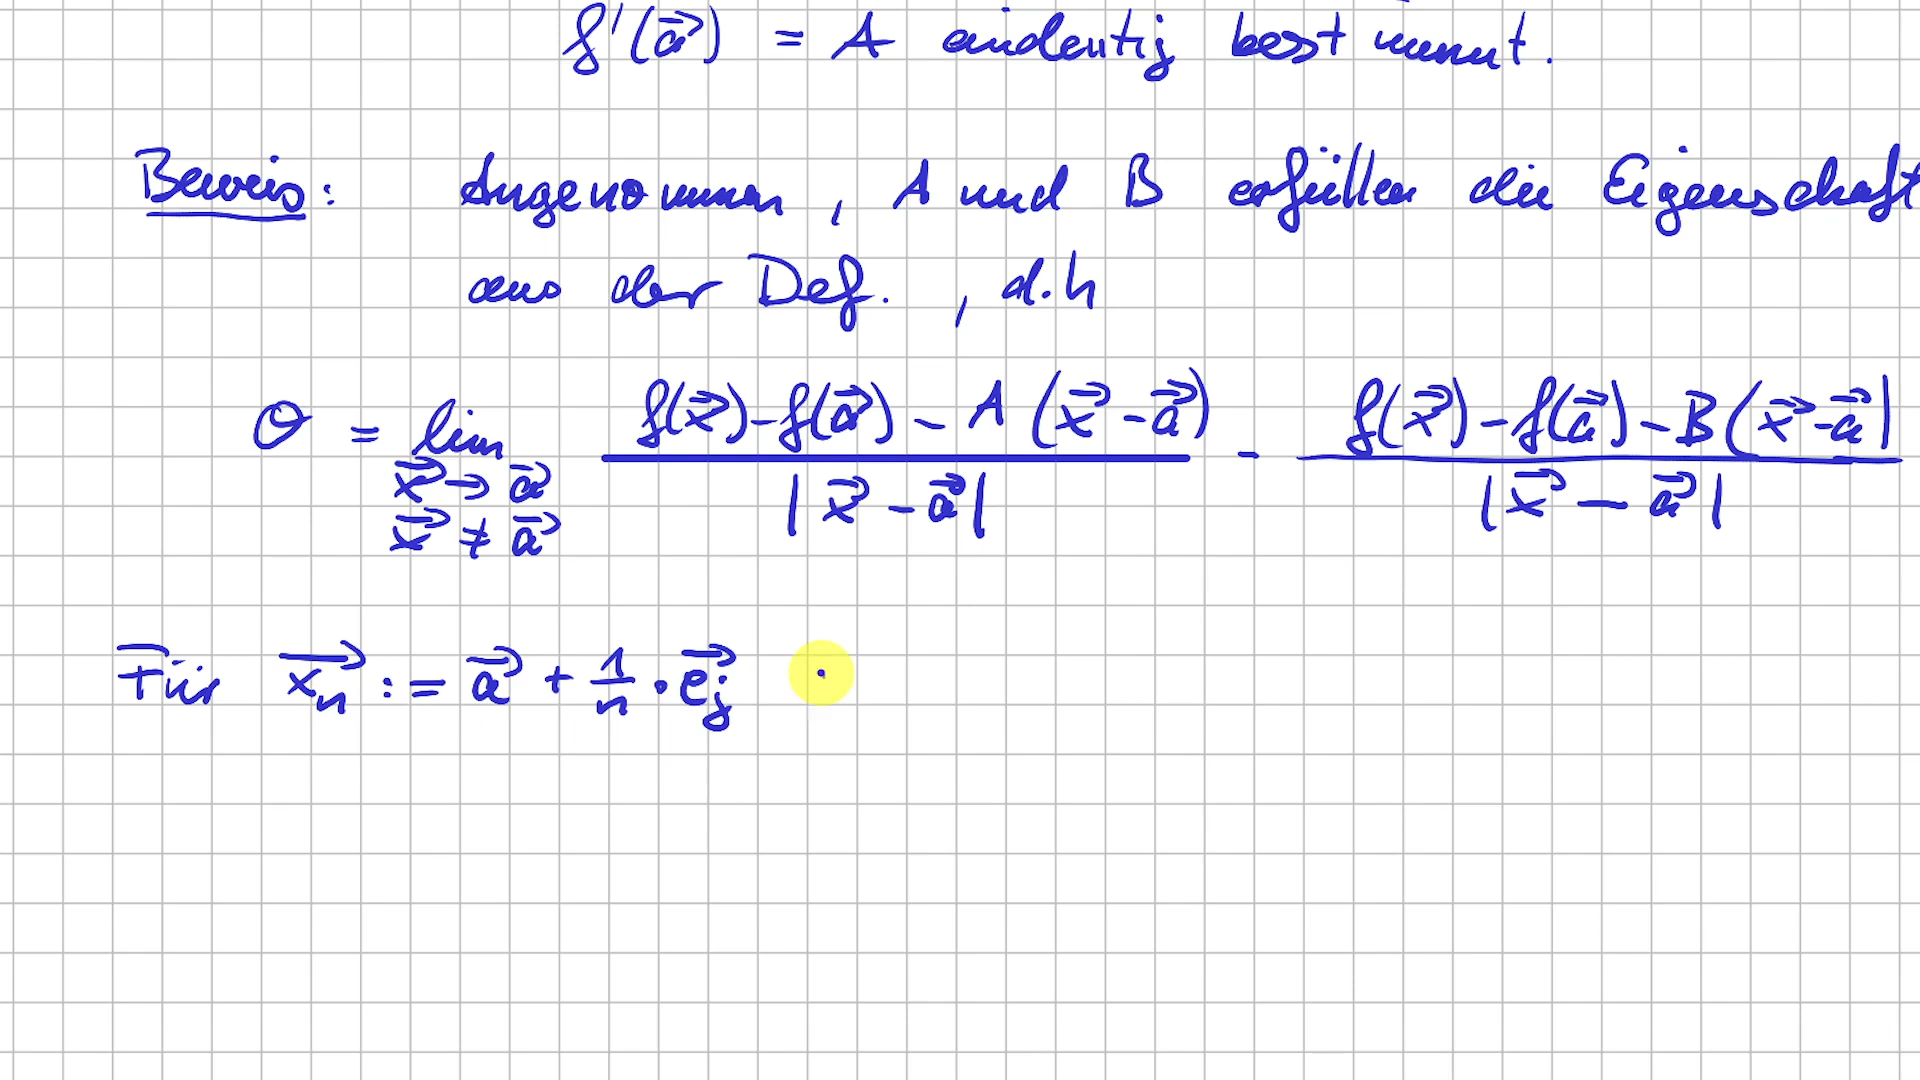 f'(a⃗) = A eindeutig bestimmt.
Beweis: Angenommen, A und B erfüllen die Eigenschaft
aus der Def., d.h
0 = lim_{x⃗ → a⃗, x⃗ ≠ a⃗} (f(x⃗) - f(a⃗) - A(x⃗ - a⃗)) / |x⃗ - a⃗| - (f(x⃗) - f(a⃗) - B(x⃗ - a⃗)) / |x⃗ - a⃗|
Für x⃗_n := a⃗ + 1/n · e⃗_j